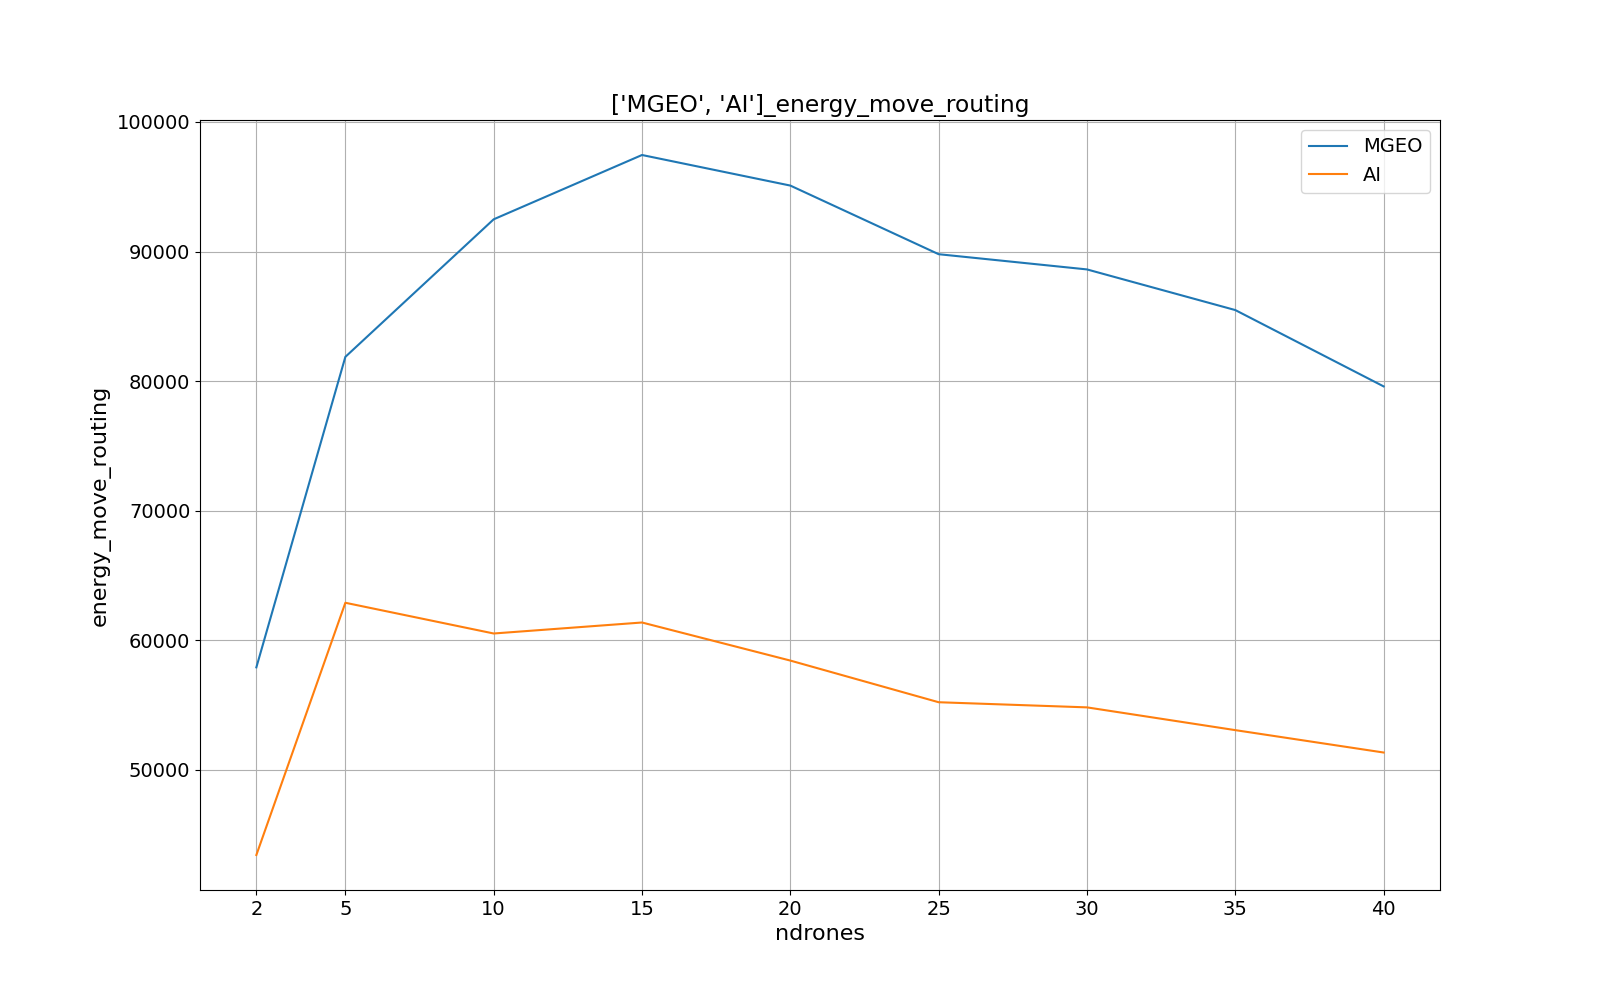 ['MGEO', 'AI']_energy_move_routing
MGEO
AI
energy_move_routing
100000
90000
80000
70000
60000
50000
2 5 10 15 20 25 30 35 40
ndrones